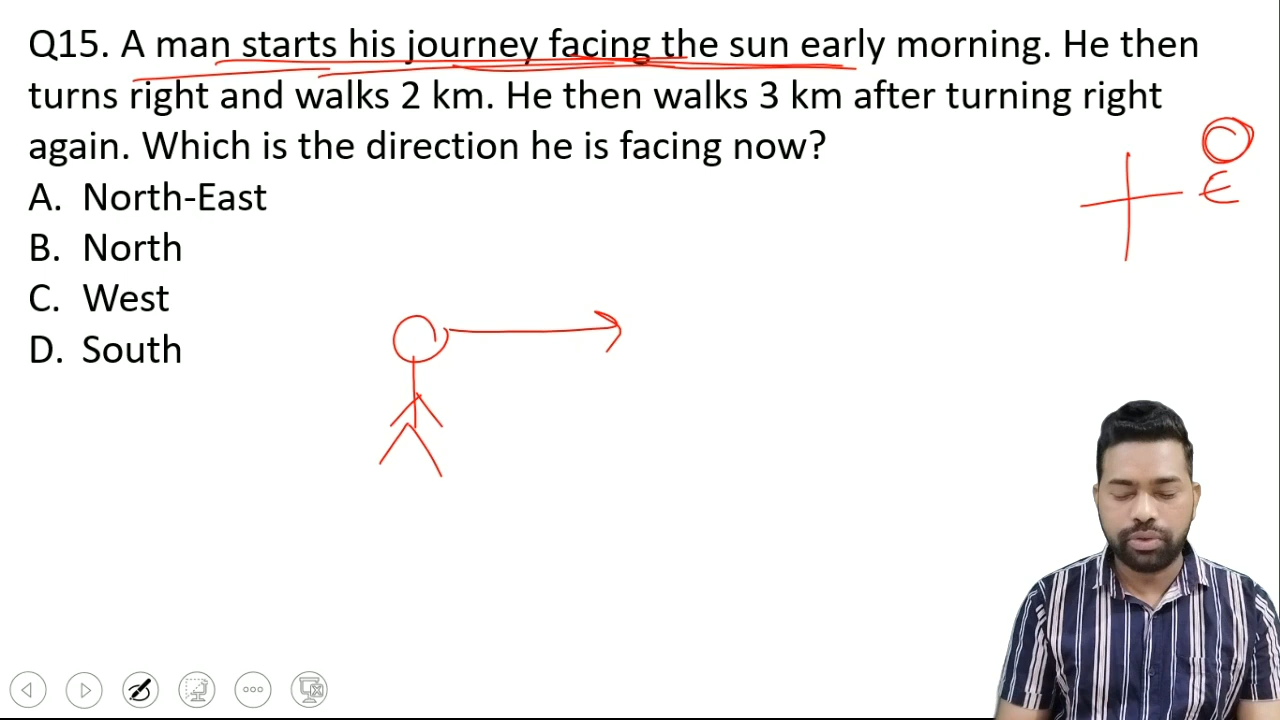 Q15. A man starts his journey facing the sun early morning. He then
turns right and walks 2 km. He then walks 3 km after turning right
again. Which is the direction he is facing now?
A. North-East
B. North
C. West
D. South
E